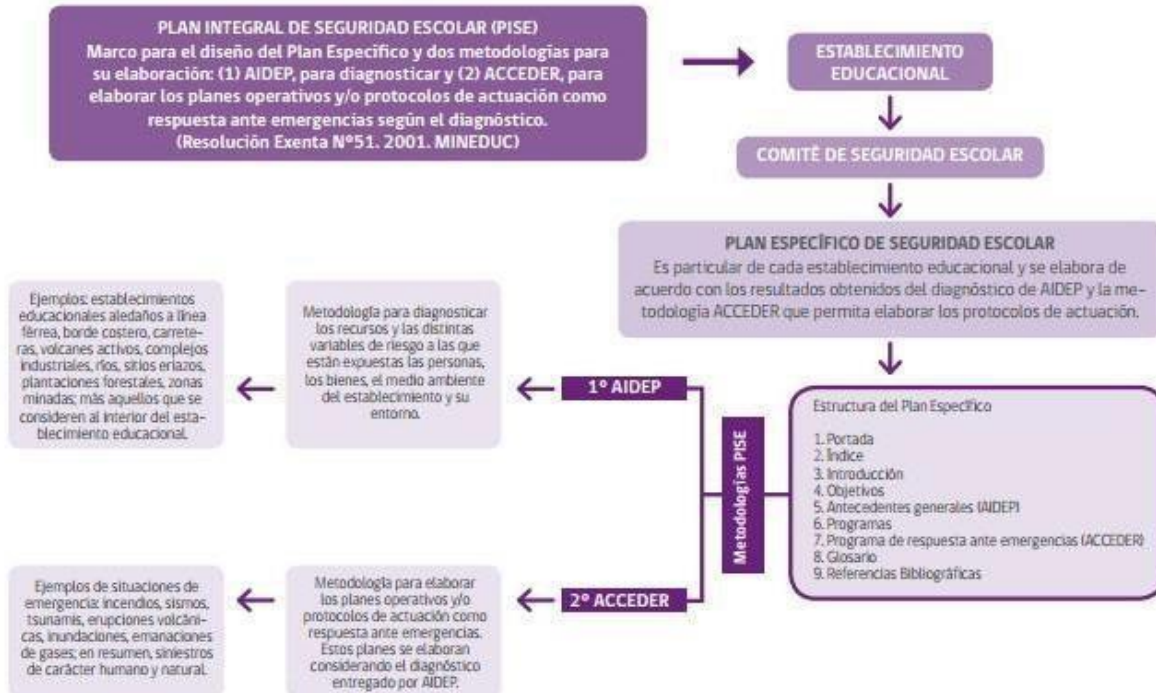 PLAN INTEGRAL DE SEGURIDAD ESCOLAR (PISE)
Marco para el diseño del Plan Específico y dos metodologías para
su elaboración: (1) AIDEP, para diagnosticar y (2) ACCEDER, para
elaborar los planes operativos y/o protocolos de actuación como
respuesta ante emergencias según el diagnóstico.
(Resolución Exenta N°51. 2001. MINEDUC)
ESTABLECIMIENTO
EDUCACIONAL
COMITÉ DE SEGURIDAD ESCOLAR
PLAN ESPECÍFICO DE SEGURIDAD ESCOLAR
Es particular de cada establecimiento educacional y se elabora de
acuerdo con los resultados obtenidos del diagnóstico de AIDEP y la me-
todología ACCEDER que permita elaborar los protocolos de actuación.
Estructura del Plan Específico
1. Portada
2. Índice
3. Introducción
4. Objetivos
5. Antecedentes generales (AIDEP)
6. Programas
7. Programa de respuesta ante emergencias (ACCEDER)
8. Glosario
9. Referencias Bibliográficas
Metodologías PISE
1º AIDEP
Metodología para diagnosticar
los recursos y las distintas
variables de riesgo a las que
están expuestas las personas,
los bienes, el medio ambiente
del establecimiento y su
entorno.
Ejemplos: establecimientos
educacionales aledaños a línea
férrea, borde costero, carrete-
ras, volcanes activos, complejos
industriales, ríos, sitios eriazos,
plantaciones forestales, zonas
minadas; más aquellos que se
consideren al interior del esta-
blecimiento educacional.
2º ACCEDER
Metodología para elaborar
los planes operativos y/o
protocolos de actuación como
respuesta ante emergencias.
Estos planes se elaboran
considerando el diagnóstico
entregado por AIDEP.
Ejemplos de situaciones de
emergencia: incendios, sismos,
tsunamis, erupciones volcáni-
cas, inundaciones, emanaciones
de gases; en resumen, siniestros
de carácter humano y natural.